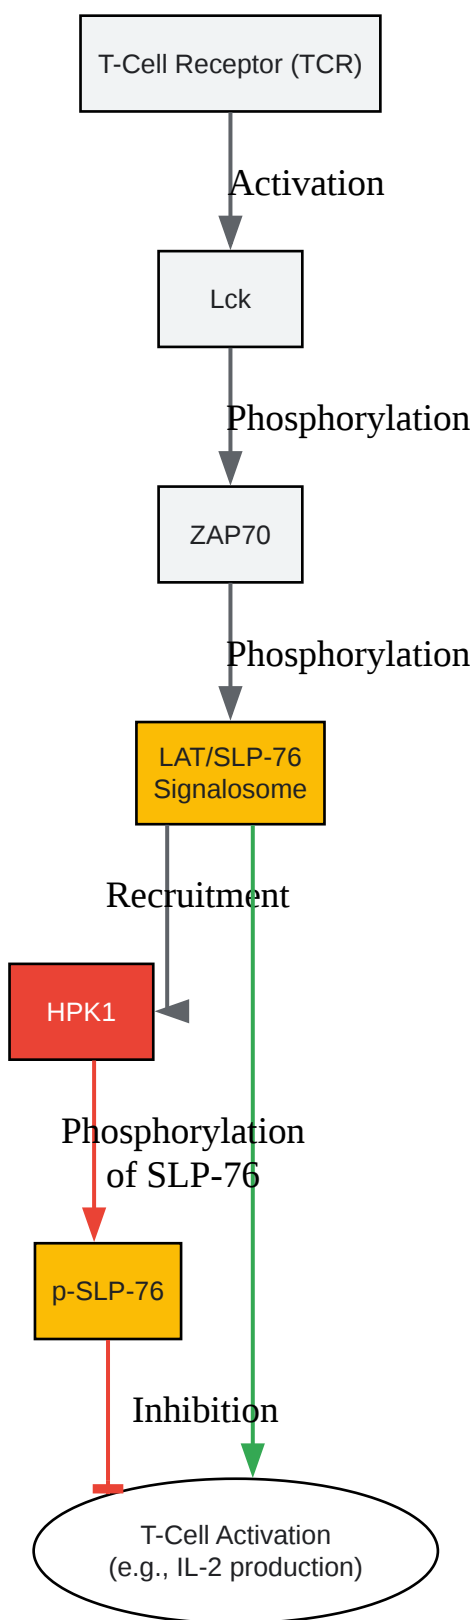 T-Cell Receptor (TCR)
Activation
Lck
Phosphorylation
ZAP70
Phosphorylation
LAT/SLP-76
Signalosome
Recruitment
HPK1
Phosphorylation
of SLP-76
p-SLP-76
Inhibition
T-Cell Activation
(e.g., IL-2 production)